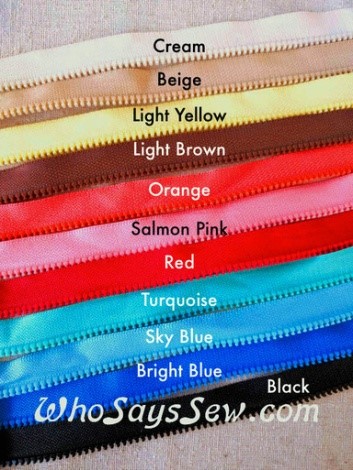 Cream
Beige
Light Yellow
Light Brown
Orange
Salmon Pink
Red
Turquoise
Sky Blue
Bright Blue
Black
WhoSaysSew.com